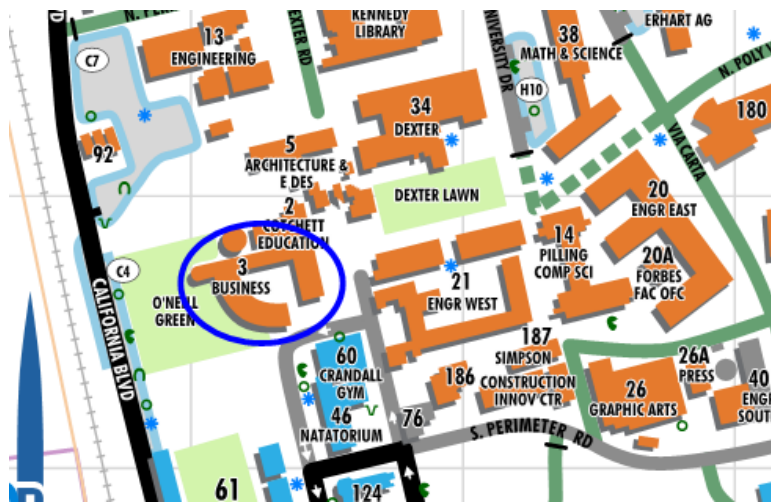 N. PERIM
C7
13
ENGINEERING
DEXTER RD
KENNEDY
LIBRARY
UNIVERSITY DR
38
MATH & SCIENCE
ERHART AG
H10
N. POLY V
180
VIA CARTA
92
5
ARCHITECTURE &
E DES
34
DEXTER
DEXTER LAWN
2
COTCHETT
EDUCATION
3
BUSINESS
C4
O'NEILL
GREEN
CALIFORNIA BLVD
21
ENGR WEST
14
PILLING
COMP SCI
20
ENGR EAST
20A
FORBES
FAC OFC
60
CRANDALL
GYM
46
NATATORIUM
76
186
187
SIMPSON
CONSTRUCTION
INNOV CTR
26
GRAPHIC ARTS
26A
PRESS
40
ENGR
SOUT
S. PERIMETER RD
61
124